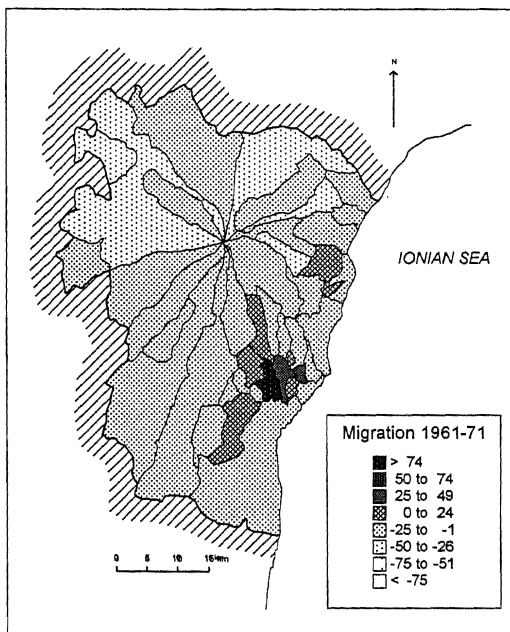 N
IONIAN SEA
Migration 1961-71
> 74
50 to 74
25 to 49
0 to 24
-25 to -1
-50 to -26
-75 to -51
< -75
0 5 10 15